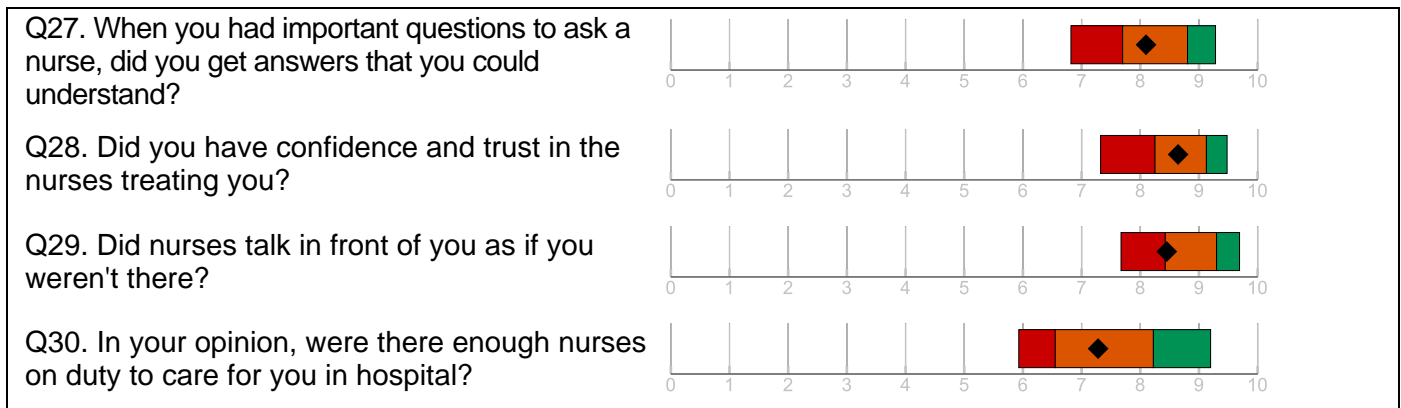 Q27. When you had important questions to ask a
nurse, did you get answers that you could
understand?
0 1 2 3 4 5 6 7 8 9 10
Q28. Did you have confidence and trust in the
nurses treating you?
0 1 2 3 4 5 6 7 8 9 10
Q29. Did nurses talk in front of you as if you
weren't there?
0 1 2 3 4 5 6 7 8 9 10
Q30. In your opinion, were there enough nurses
on duty to care for you in hospital?
0 1 2 3 4 5 6 7 8 9 10